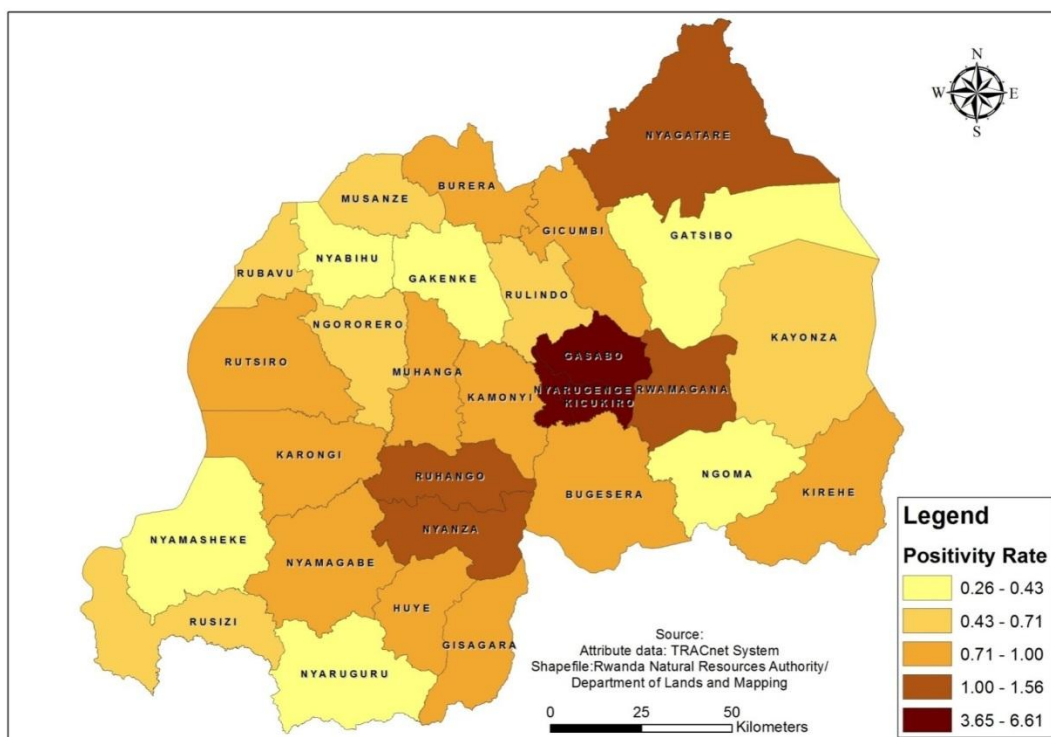 N
W E
S
NYAGATARE
BURERA
MUSANZE
GICUMBI
GATSIBO
NYABIHU
RUBAVU
GAKENKE
RULINDO
NGORORERO
KAYONZA
GASABO
RUTSIRO
MUHANGA
NYARUGENGE
RWAMAGANA
KAMONYI
KICUKIRO
KARONGI
RUHANGO
NGOMA
BUGESERA
KIREHE
NYANZA
NYAMASHEKE
NYAMAGABE
HUYE
RUSIZI
GISAGARA
NYARUGURU
Source:
Attribute data: TRACnet System
Shapefile:Rwanda Natural Resources Authority/
Department of Lands and Mapping
0 25 50
Kilometers
Legend
Positivity Rate
0.26 - 0.43
0.43 - 0.71
0.71 - 1.00
1.00 - 1.56
3.65 - 6.61